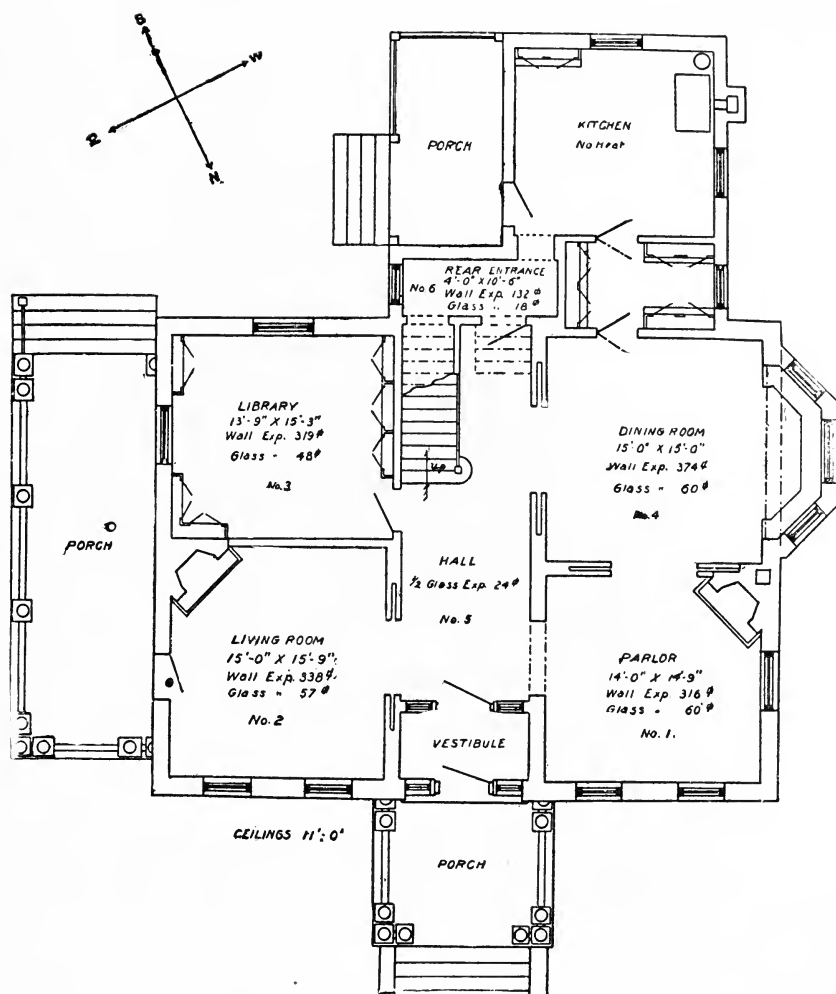 S
W
E
N
PORCH
KITCHEN
No Heat
REAR ENTRANCE
4'-0" X 10'-6"
No.6 Wall Exp. 132 ϕ
Glass " 18 ϕ
LIBRARY
13'-9" X 15'-3"
Wall Exp. 319 ϕ
Glass " 48 ϕ
No.3
Up
DINING ROOM
15'-0" X 15'-0"
Wall Exp. 374 ϕ
Glass " 60 ϕ
No.4
PORCH
HALL
1/2 Glass Exp. 24 ϕ
No.5
LIVING ROOM
15'-0" X 15'-9"
Wall Exp. 338 ϕ
Glass " 57 ϕ
No.2
PARLOR
14'-0" X 14'-9"
Wall Exp 316 ϕ
Glass " 60 ϕ
No.1.
VESTIBULE
CEILINGS 11'-0"
PORCH